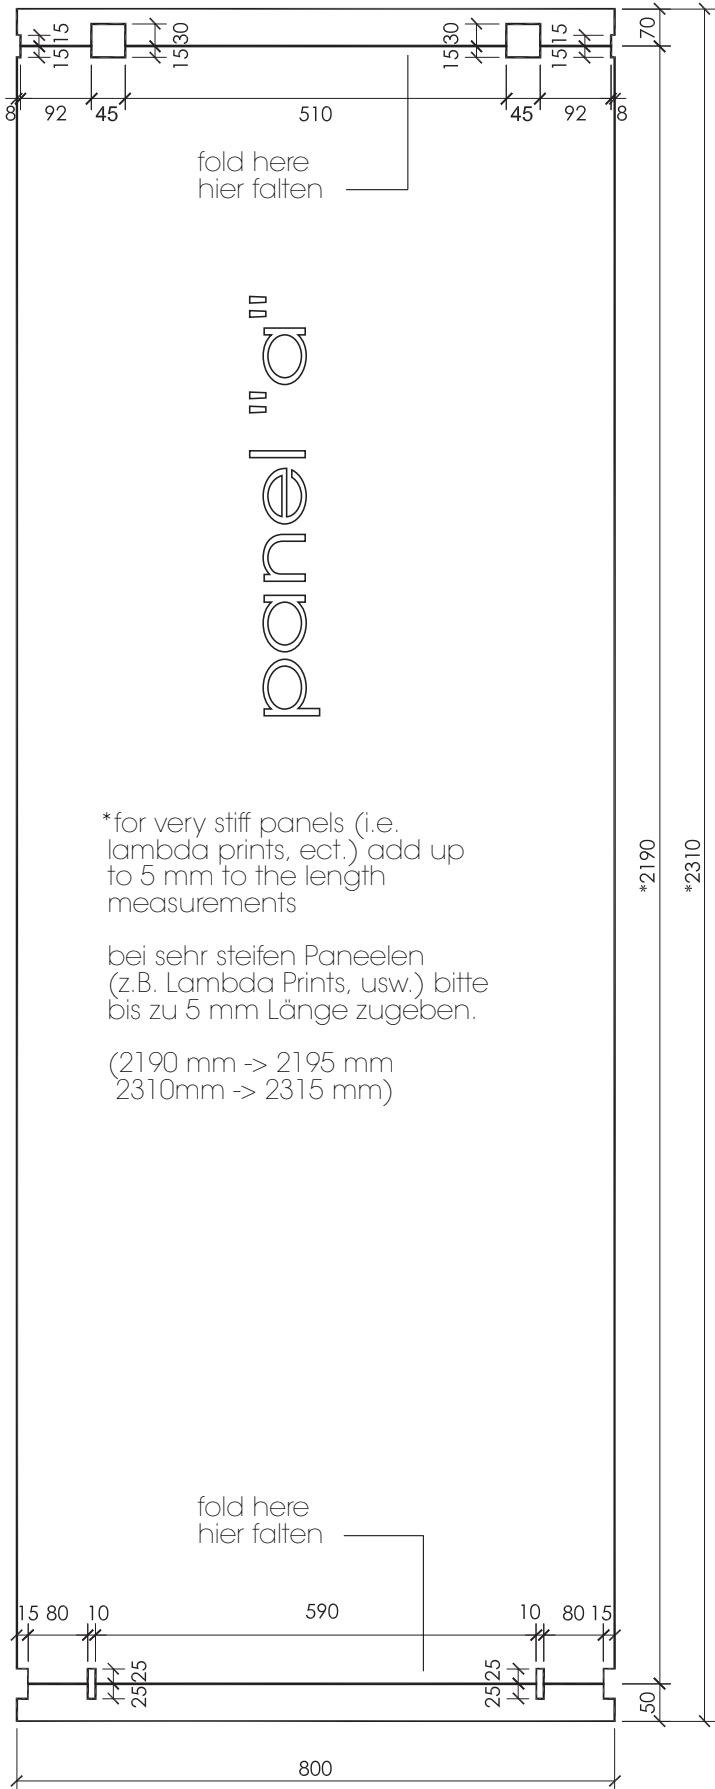 15 15
15 30
15 30
15 15
70
8 92 45 510 45 92 8
fold here
hier falten
panel "a"
*for very stiff panels (i.e.
lambda prints, ect.) add up
to 5 mm to the length
measurements
bei sehr steifen Paneelen
(z.B. Lambda Prints, usw.) bitte
bis zu 5 mm Länge zugeben.
(2190 mm -> 2195 mm
2310mm -> 2315 mm)
*2190
*2310
fold here
hier falten
15 80 10 590 10 80 15
25 25
25 25
50
800